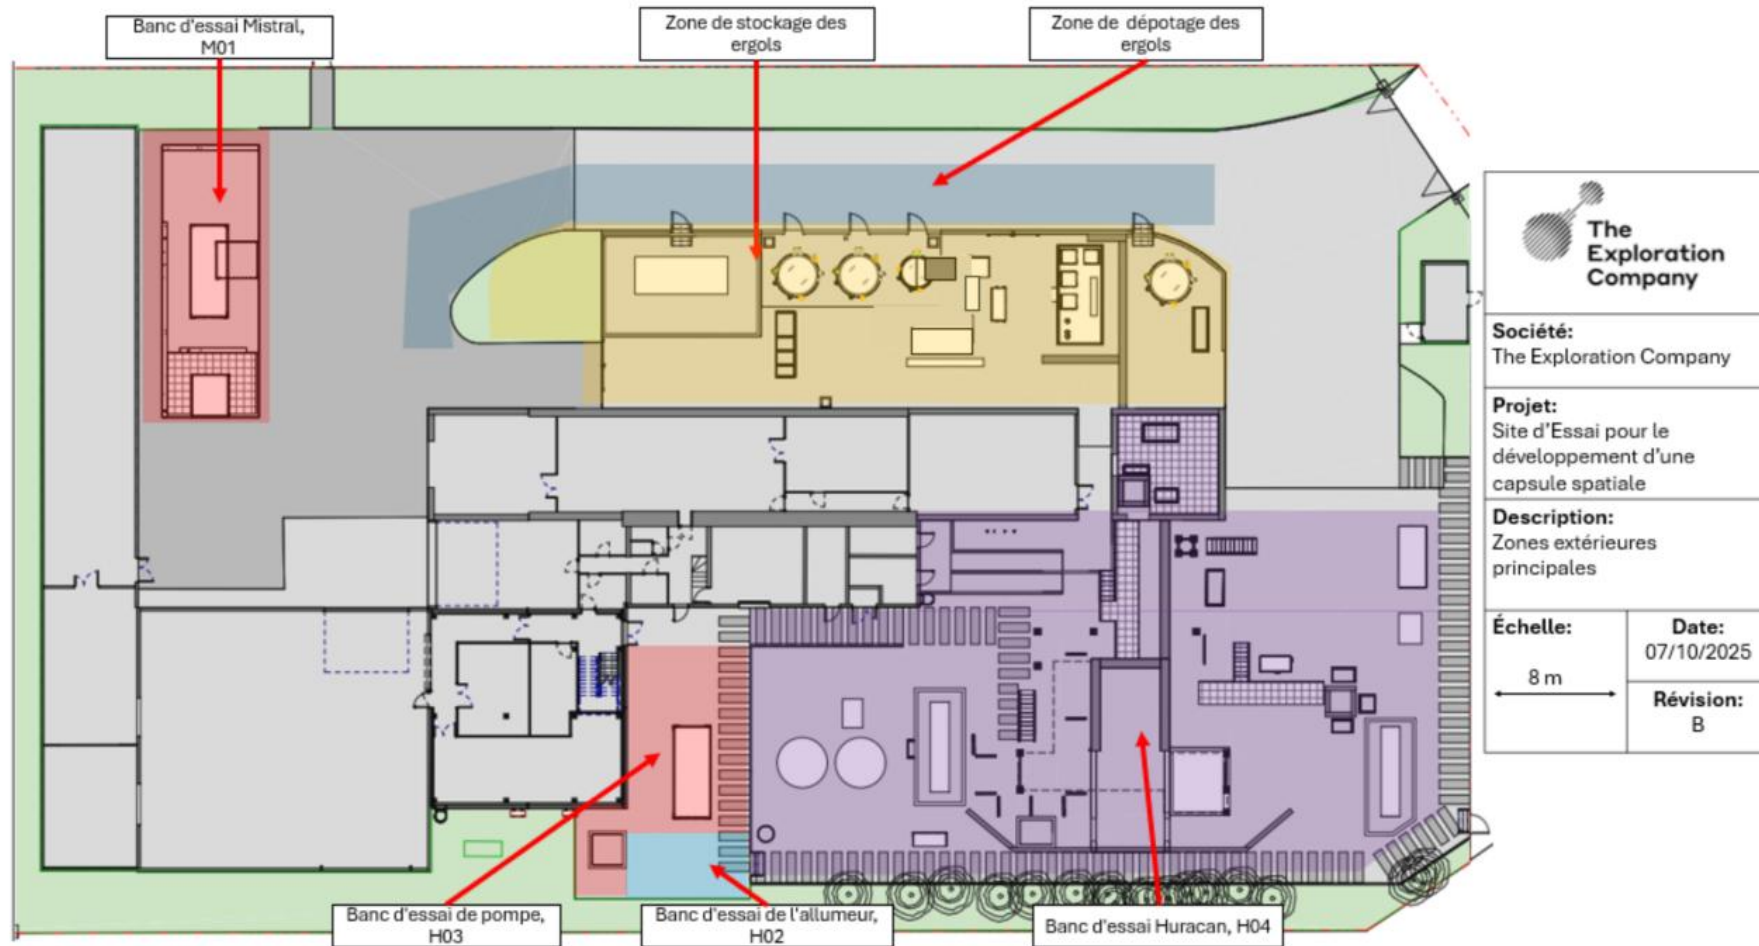 Banc d'essai Mistral,
M01
Zone de stockage des
ergols
Zone de dépotage des
ergols
The
Exploration
Company
Société:
The Exploration Company
Projet:
Site d'Essai pour le
développement d'une
capsule spatiale
Description:
Zones extérieures
principales
Échelle:
8 m
Date:
07/10/2025
Révision:
B
Banc d'essai de pompe,
H03
Banc d'essai de l'allumeur,
H02
Banc d'essai Huracan, H04